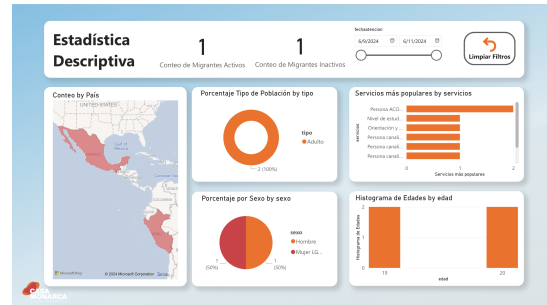 Estadística
Descriptiva
1
Conteo de Migrantes Activos
1
Conteo de Migrantes Inactivos
fechaatencion
6/9/2024
6/11/2024
Limpiar Filtros
Conteo by País
UNITED STATES
Gulf of
Mexico
COLOMBIA
Microsoft Bing
© 2024 Microsoft Corporation
Terms
Porcentaje Tipo de Población by tipo
tipo
Adulto
2 (100%)
Servicios más populares by servicios
servicios
Persona ACO...
Nivel de estud...
Orientación y ...
Persona canali...
Persona canali...
Persona canali...
0
1
2
Servicios más populares
Porcentaje por Sexo by sexo
sexo
Hombre
Mujer LG...
1
(50%)
1
(50%)
Histograma de Edades by edad
Histograma de Edades
2
1
0
19
20
edad
CASA
MONARCA